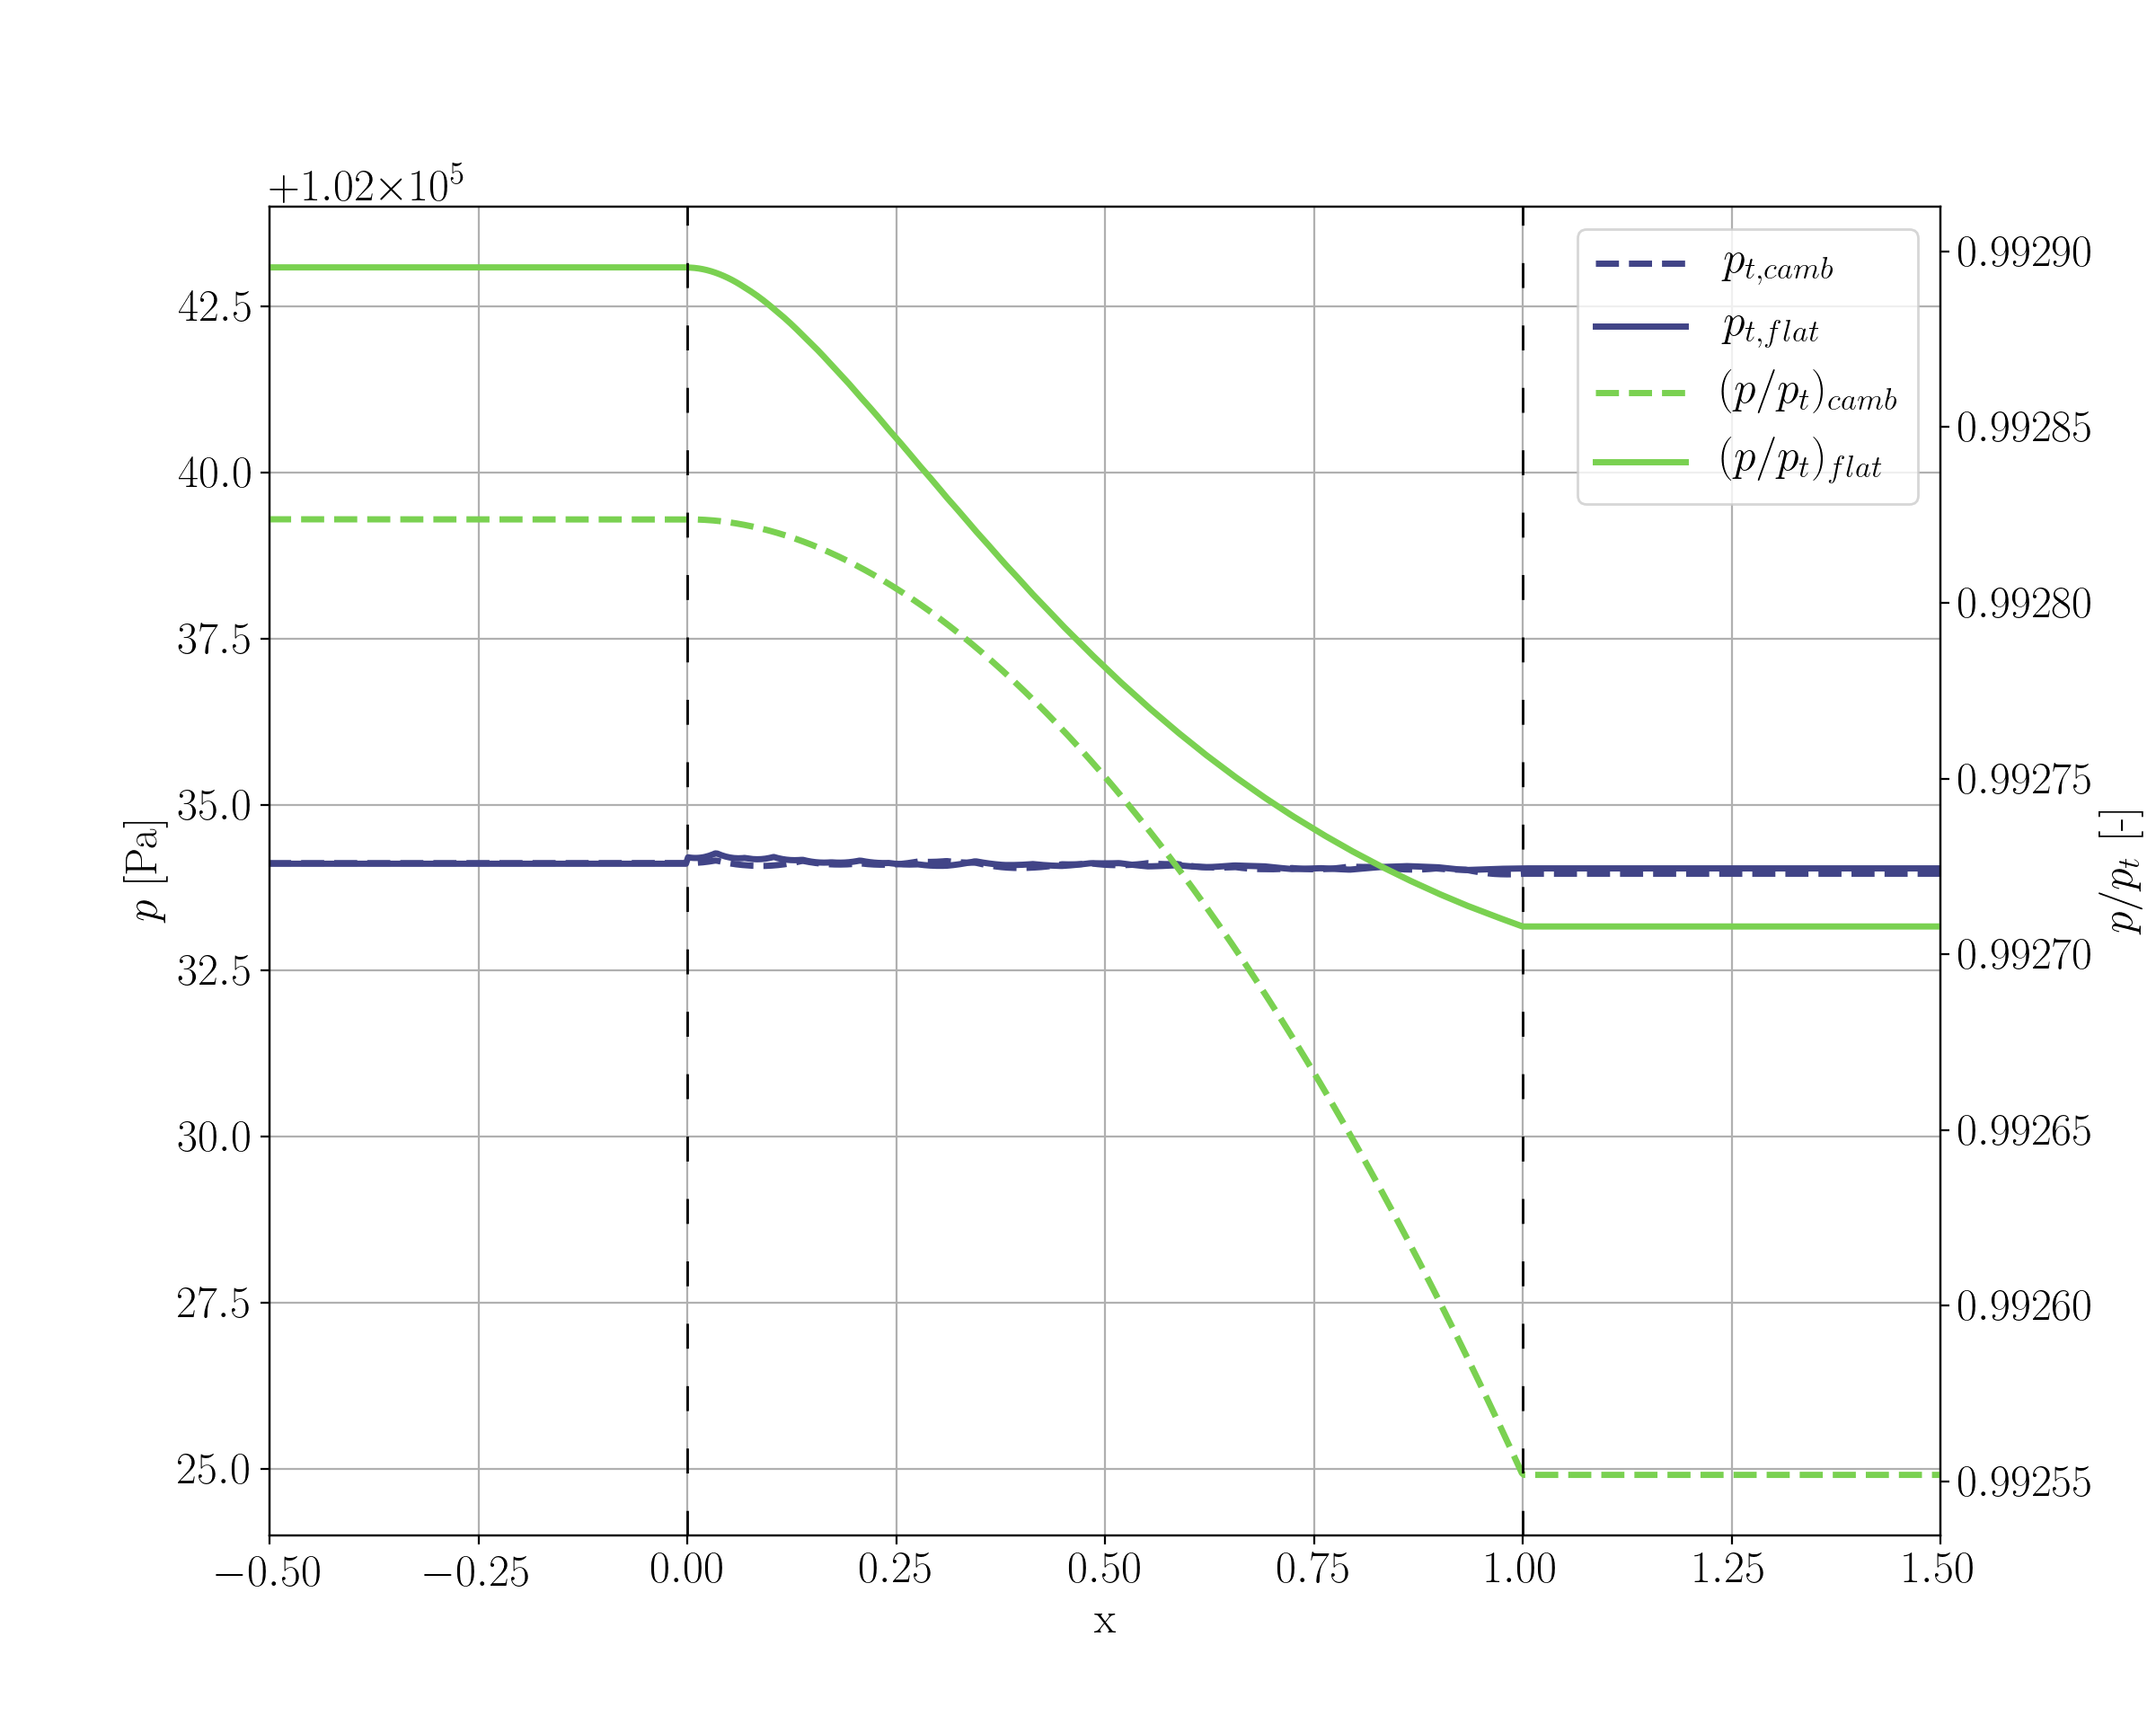 +1.02×10⁵
42.5
40.0
37.5
35.0
32.5
30.0
27.5
25.0
p [Pa]
0.99290
0.99285
0.99280
0.99275
0.99270
0.99265
0.99260
0.99255
p/pₜ [-]
p_{t,camb}
p_{t,flat}
(p/p_t)_{camb}
(p/p_t)_{flat}
−0.50 −0.25 0.00 0.25 0.50 0.75 1.00 1.25 1.50
x